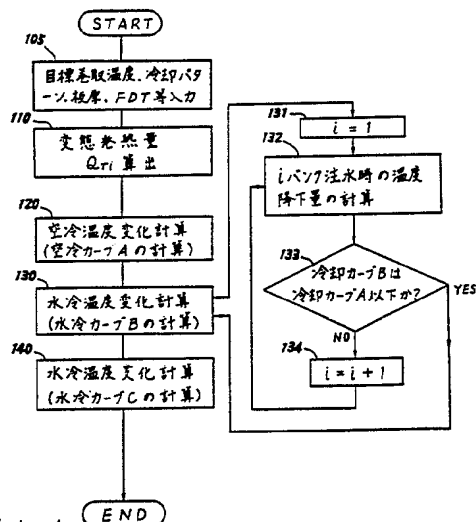 START
105
目標巻取温度、冷却パタ
ーン、板厚、FDT等入力
110
変態発熱量
QTi 算出
120
空冷温度変化計算
(空冷カーブAの計算)
130
水冷温度変化計算
(水冷カーブBの計算)
140
水冷温度変化計算
(水冷カーブCの計算)
END
131
i = 1
132
iバンク注水時の温度
降下量の計算
133
冷却カーブBは
冷却カーブA以下か?
YES
NO
134
i = i + 1